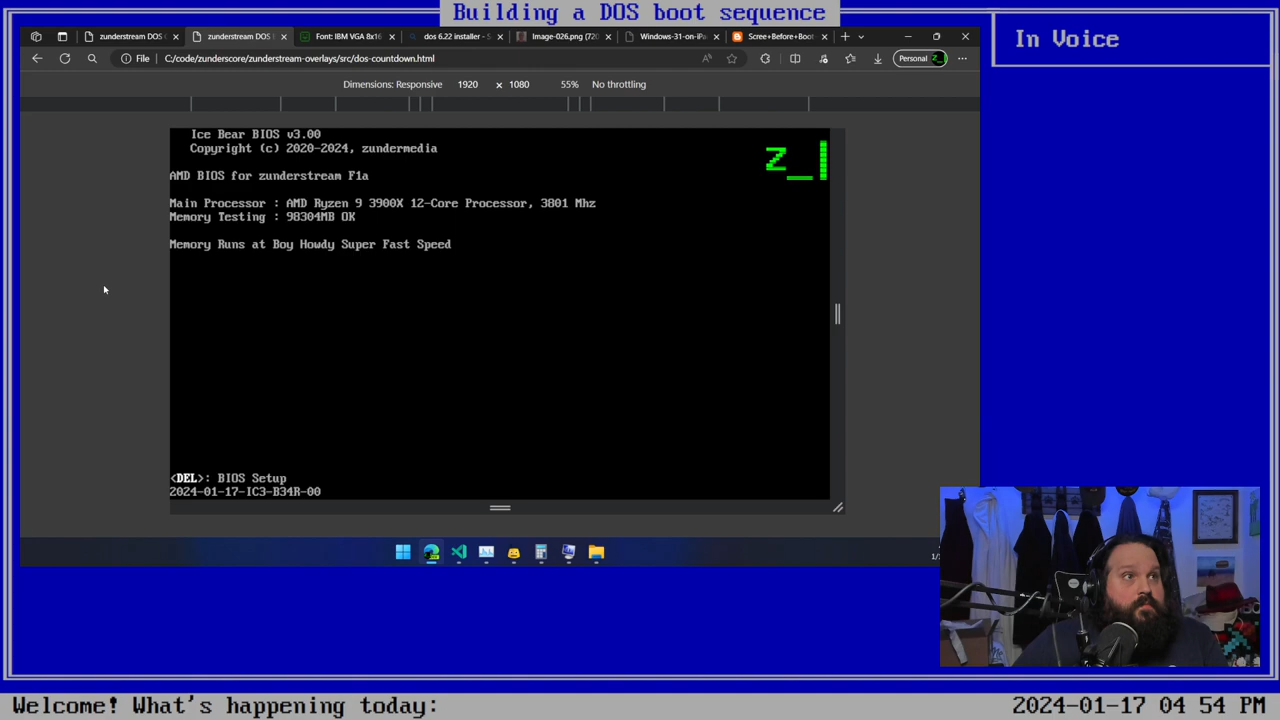 Building a DOS boot sequence
In Voice
zunderstream DOS
zunderstream DOS
Font: IBM VGA 8x16
dos 6.22 installer - S
Image-026.png (720
Windows-31-on-iPa
Scree+Before+Boot
File
C:/code/zunderscore/zunderstream-overlays/src/dos-countdown.html
Personal
Dimensions: Responsive 1920 × 1080 55% No throttling
Ice Bear BIOS v3.00
Copyright (c) 2020-2024, zundermedia
z_
AMD BIOS for zunderstream F1a
Main Processor : AMD Ryzen 9 3900X 12-Core Processor, 3801 Mhz
Memory Testing : 98304MB OK
Memory Runs at Boy Howdy Super Fast Speed
<DEL>: BIOS Setup
2024-01-17-IC3-B34R-00
Welcome! What's happening today:
2024-01-17 04 54 PM